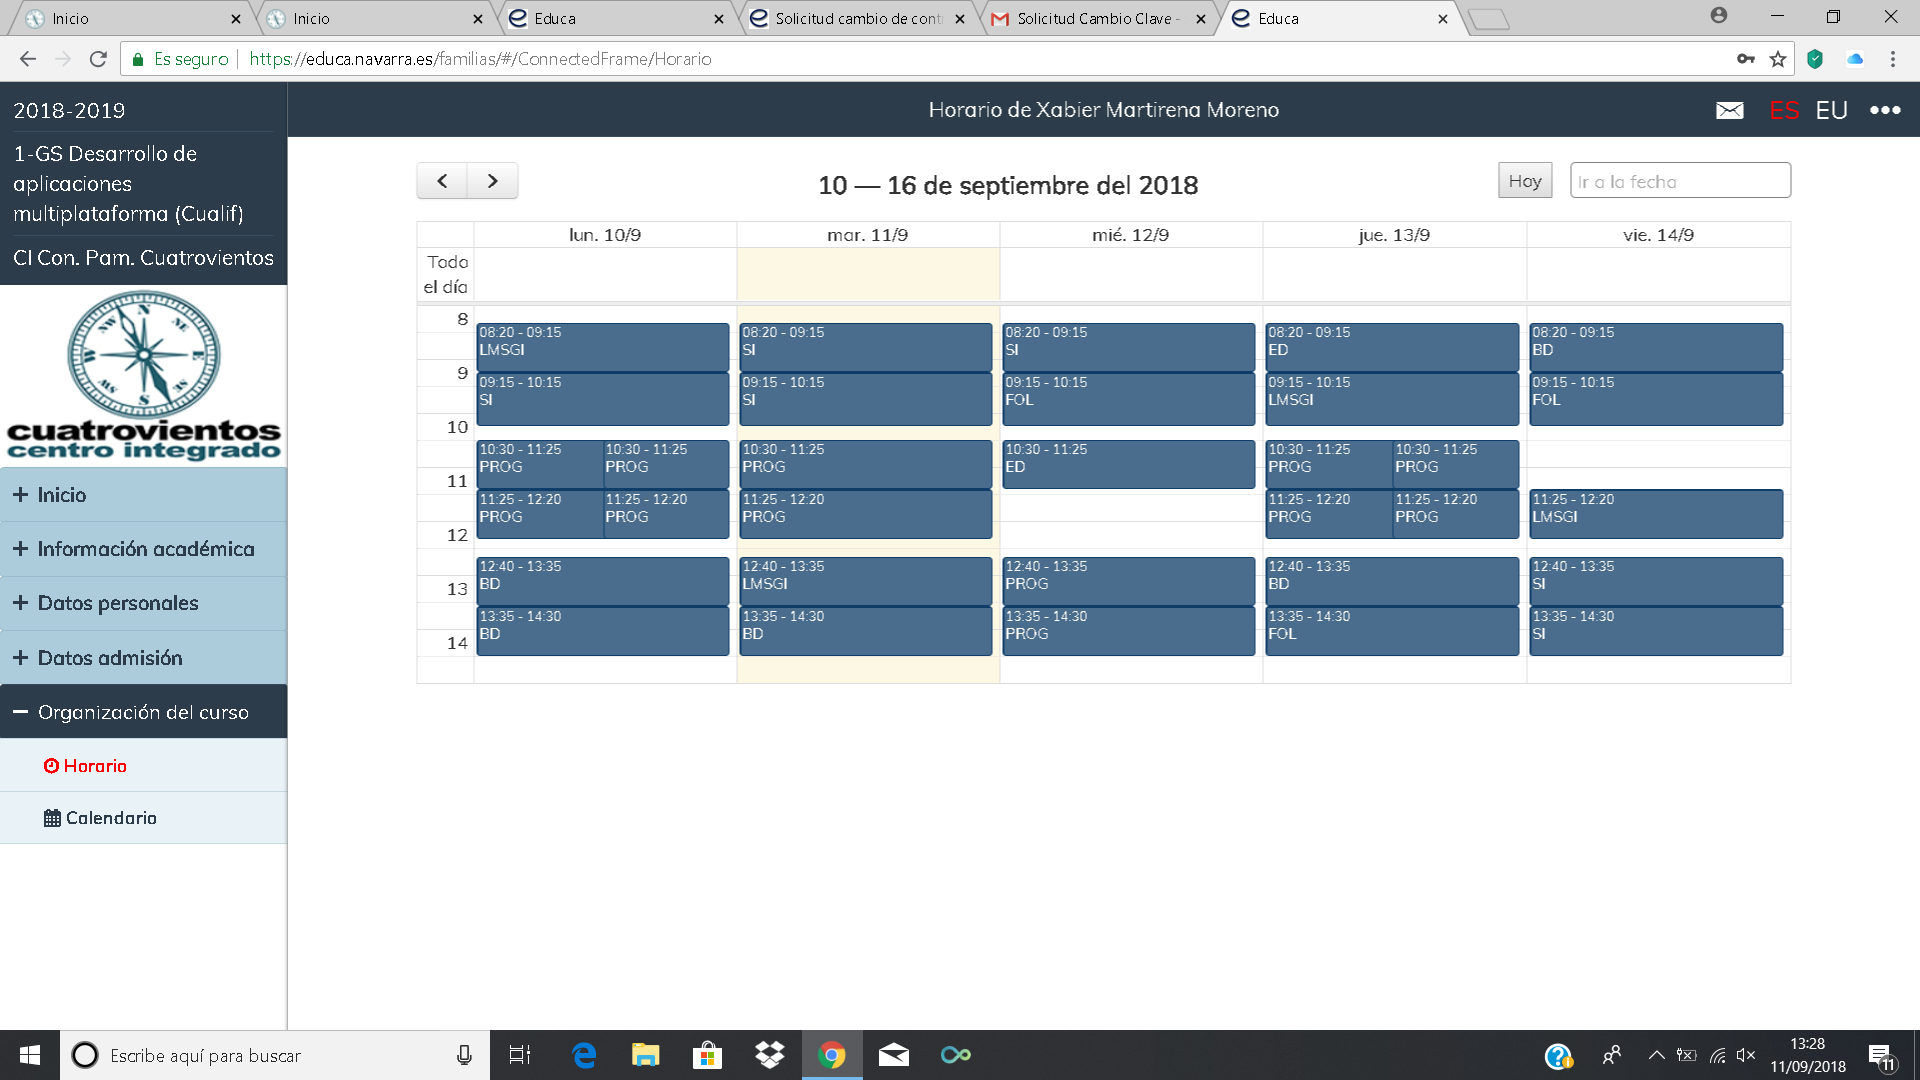 Inicio
Inicio
Educa
Solicitud cambio de cont
Solicitud Cambio Clave -
Educa
Es seguro
https://educa.navarra.es/familias/#/ConnectedFrame/Horario
2018-2019
1-GS Desarrollo de
aplicaciones
multiplataforma (Cualif)
CI Con. Pam. Cuatrovientos
cuatrovientos
centro integrado
+ Inicio
+ Información académica
+ Datos personales
+ Datos admisión
− Organización del curso
Horario
Calendario
Horario de Xabier Martirena Moreno
ES EU
10 — 16 de septiembre del 2018
Hoy
Ir a la fecha
lun. 10/9 mar. 11/9 mié. 12/9 jue. 13/9 vie. 14/9
Todo
el día
8
08:20 - 09:15 08:20 - 09:15 08:20 - 09:15 08:20 - 09:15 08:20 - 09:15
LMSGI SI SI ED BD
9
09:15 - 10:15 09:15 - 10:15 09:15 - 10:15 09:15 - 10:15 09:15 - 10:15
SI SI FOL LMSGI FOL
10
10:30 - 11:25 10:30 - 11:25 10:30 - 11:25 10:30 - 11:25 10:30 - 11:25 10:30 - 11:25
PROG PROG PROG ED PROG PROG
11
11:25 - 12:20 11:25 - 12:20 11:25 - 12:20 11:25 - 12:20 11:25 - 12:20 11:25 - 12:20
PROG PROG PROG PROG PROG LMSGI
12
12:40 - 13:35 12:40 - 13:35 12:40 - 13:35 12:40 - 13:35 12:40 - 13:35
BD LMSGI PROG BD SI
13
13:35 - 14:30 13:35 - 14:30 13:35 - 14:30 13:35 - 14:30 13:35 - 14:30
BD BD PROG FOL SI
14
Escribe aquí para buscar
13:28
11/09/2018
11